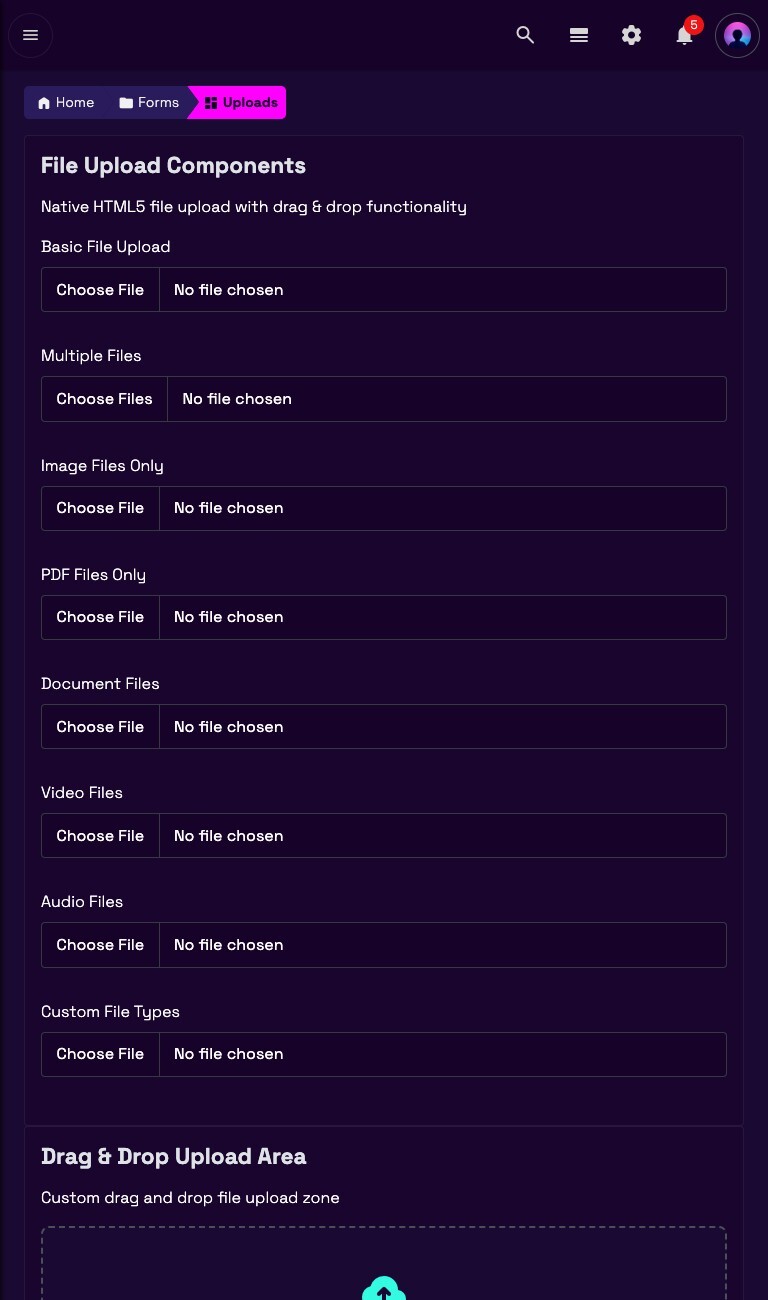 5
Home Forms Uploads
File Upload Components
Native HTML5 file upload with drag & drop functionality
Basic File Upload
Choose File No file chosen
Multiple Files
Choose Files No file chosen
Image Files Only
Choose File No file chosen
PDF Files Only
Choose File No file chosen
Document Files
Choose File No file chosen
Video Files
Choose File No file chosen
Audio Files
Choose File No file chosen
Custom File Types
Choose File No file chosen
Drag & Drop Upload Area
Custom drag and drop file upload zone